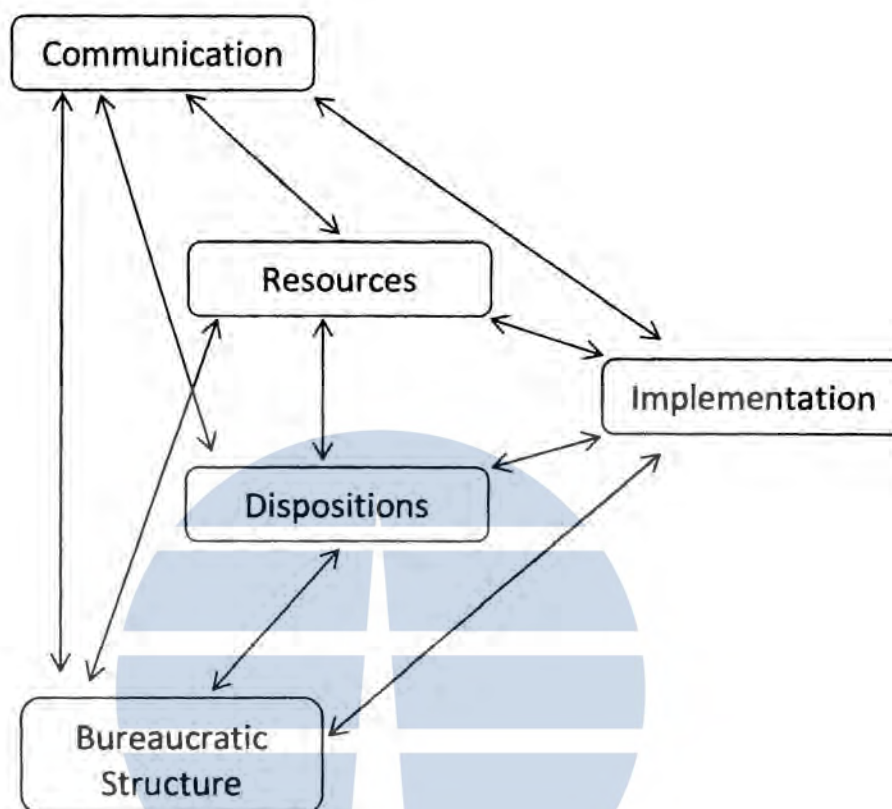 Communication
Resources
Implementation
Dispositions
Bureaucratic
Structure